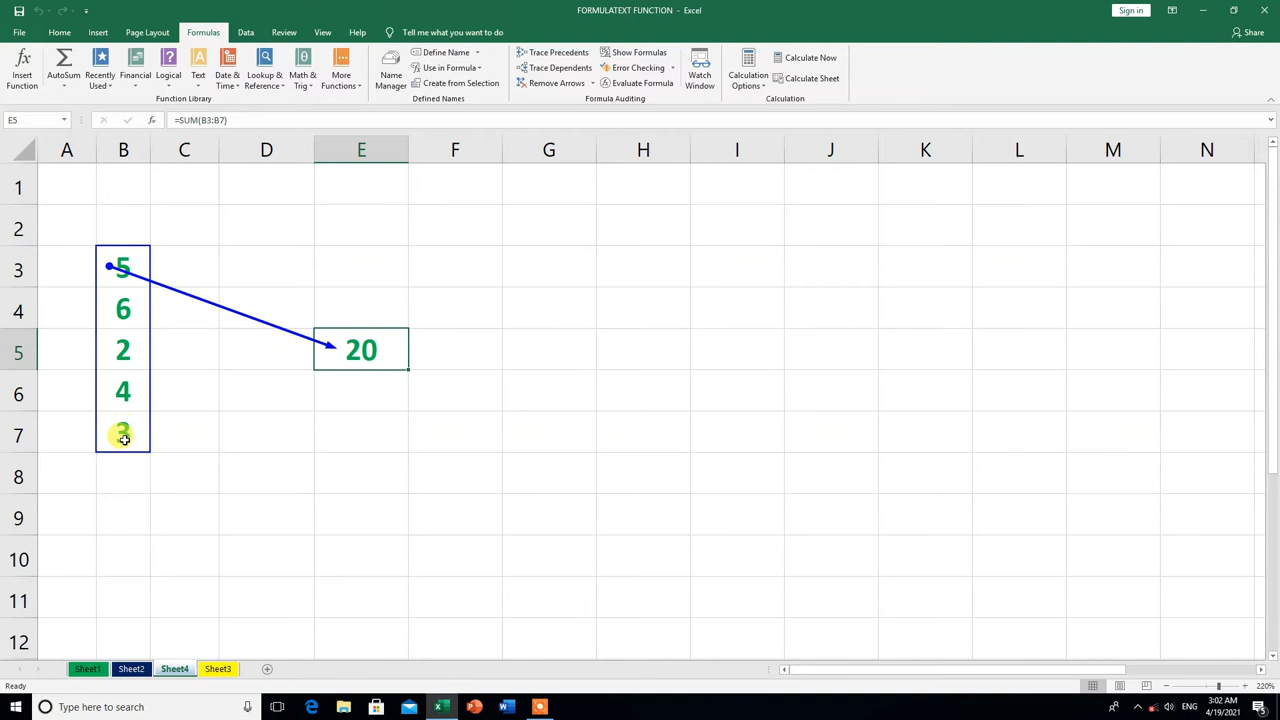 FORMULATEXT FUNCTION - Excel
Sign in
File Home Insert Page Layout Formulas Data Review View Help Tell me what you want to do Share
Insert Function
AutoSum
Recently Used
Financial
Logical
Text
Date & Time
Lookup & Reference
Math & Trig
More Functions
Function Library
Name Manager
Define Name
Use in Formula
Create from Selection
Defined Names
Trace Precedents
Trace Dependents
Remove Arrows
Show Formulas
Error Checking
Evaluate Formula
Formula Auditing
Watch Window
Calculation Options
Calculate Now
Calculate Sheet
Calculation
E5 fx =SUM(B3:B7)
A B C D E F G H I J K L M N
1
2
3 5
4 6
5 2 20
6 4
7 3
8
9
10
11
12
Sheet1 Sheet2 Sheet4 Sheet3
Ready 220%
Type here to search
ENG
3:02 AM
4/19/2021